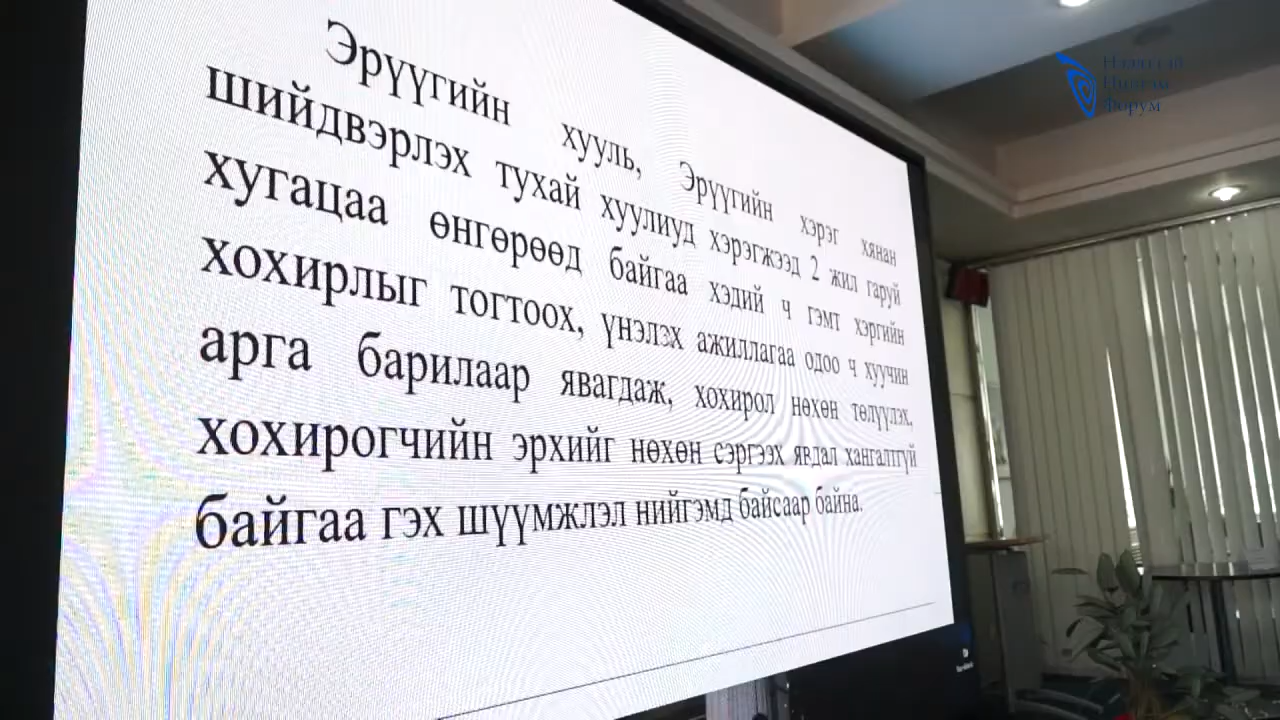 Эрүүгийн хууль, Эрүүгийн хэрэг хянан
шийдвэрлэх тухай хуулиуд хэрэгжээд 2 жил гаруй
хугацаа өнгөрөөд байгаа хэдий ч гэмт хэргийн
хохирлыг тогтоох, үнэлэх ажиллагаа одоо ч хуучин
арга барилаар явагдаж, хохирол нөхөн төлүүлэх,
хохирогчийн эрхийг нөхөн сэргээх явдал хангалтгүй
байгаа гэх шүүмжлэл нийгэмд байсаар байна.
Нээлттэй
Нийгэм
Форум